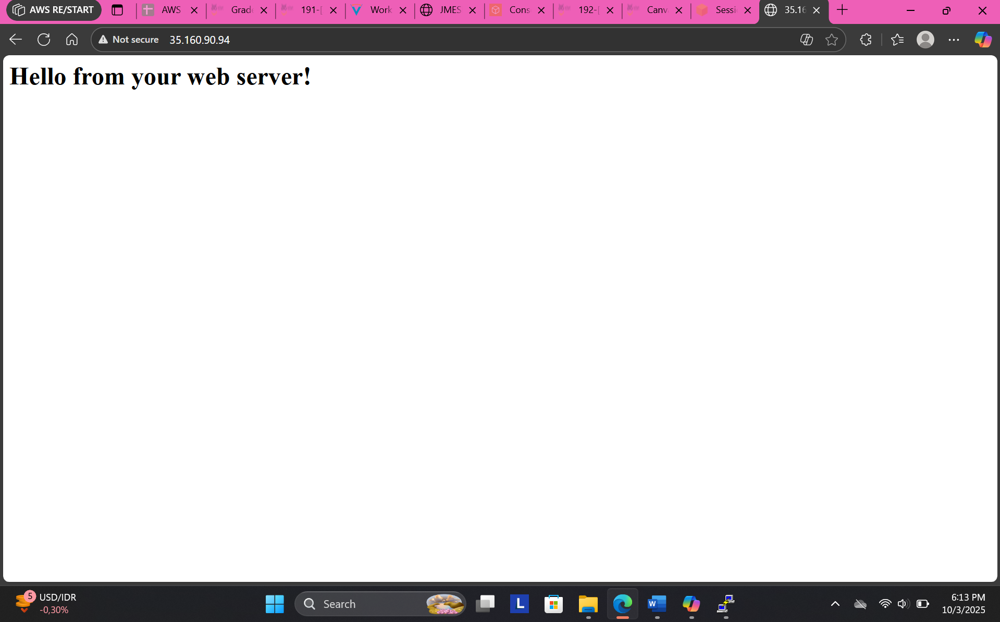 AWS RE/START
AWS
Grad
191-[
Work
JMES
Cons
192-[
Canv
Sessi
35.16
Not secure
35.160.90.94
Hello from your web server!
5
USD/IDR
-0,30%
Search
L
W
6:13 PM
10/3/2025